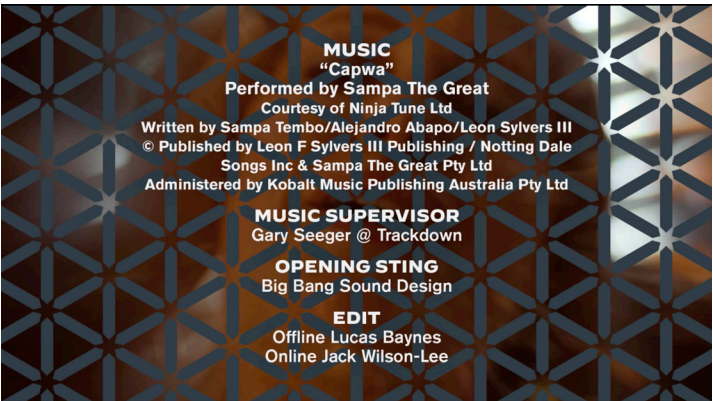 MUSIC
“Capwa”
Performed by Sampa The Great
Courtesy of Ninja Tune Ltd
Written by Sampa Tembo/Alejandro Abapo/Leon Sylvers III
© Published by Leon F Sylvers III Publishing / Notting Dale
Songs Inc & Sampa The Great Pty Ltd
Administered by Kobalt Music Publishing Australia Pty Ltd
MUSIC SUPERVISOR
Gary Seeger @ Trackdown
OPENING STING
Big Bang Sound Design
EDIT
Offline Lucas Baynes
Online Jack Wilson-Lee